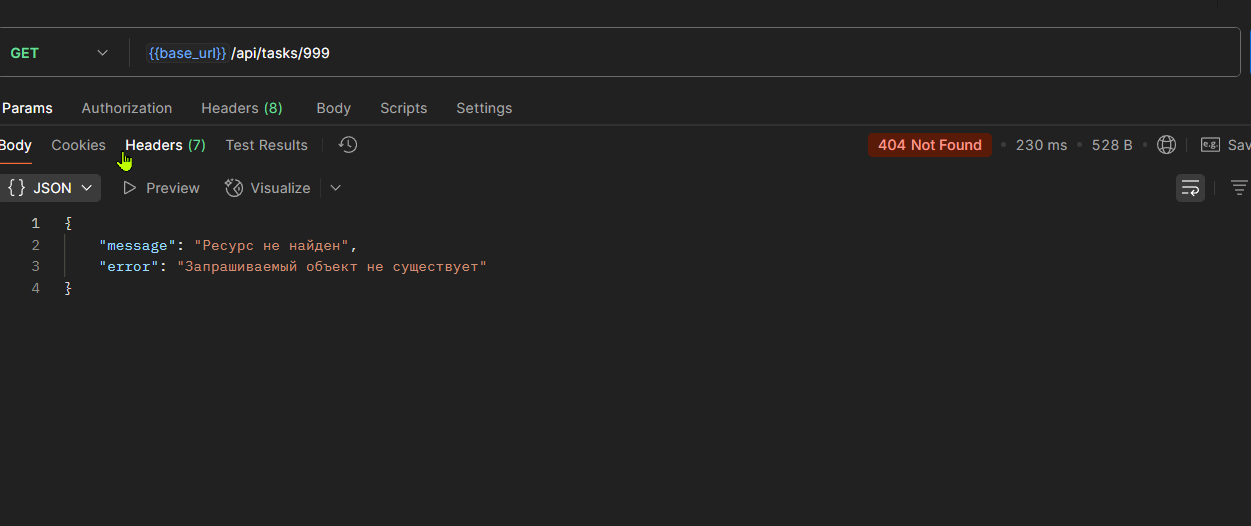 GET {{base_url}} /api/tasks/999
Params Authorization Headers (8) Body Scripts Settings
Body Cookies Headers (7) Test Results 404 Not Found 230 ms 528 B e.g. Sav
{} JSON Preview Visualize
1 {
2 "message": "Ресурс не найден",
3 "error": "Запрашиваемый объект не существует"
4 }